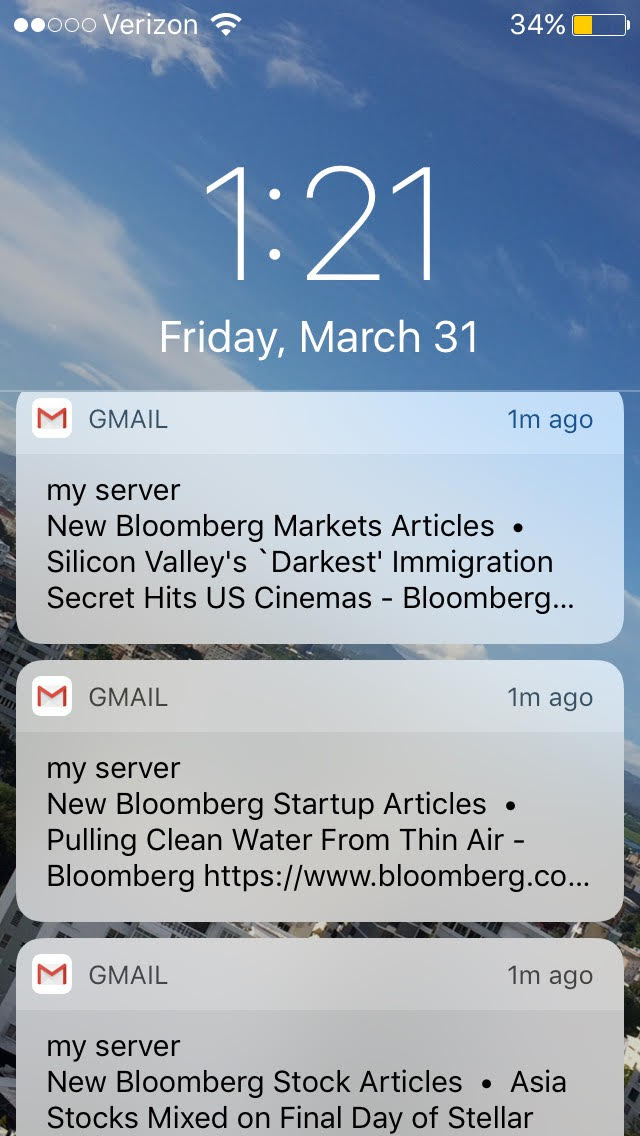 Verizon 34%
1:21
Friday, March 31
GMAIL 1m ago
my server
New Bloomberg Markets Articles •
Silicon Valley's `Darkest' Immigration
Secret Hits US Cinemas - Bloomberg...
GMAIL 1m ago
my server
New Bloomberg Startup Articles •
Pulling Clean Water From Thin Air -
Bloomberg https://www.bloomberg.co...
GMAIL 1m ago
my server
New Bloomberg Stock Articles • Asia
Stocks Mixed on Final Day of Stellar